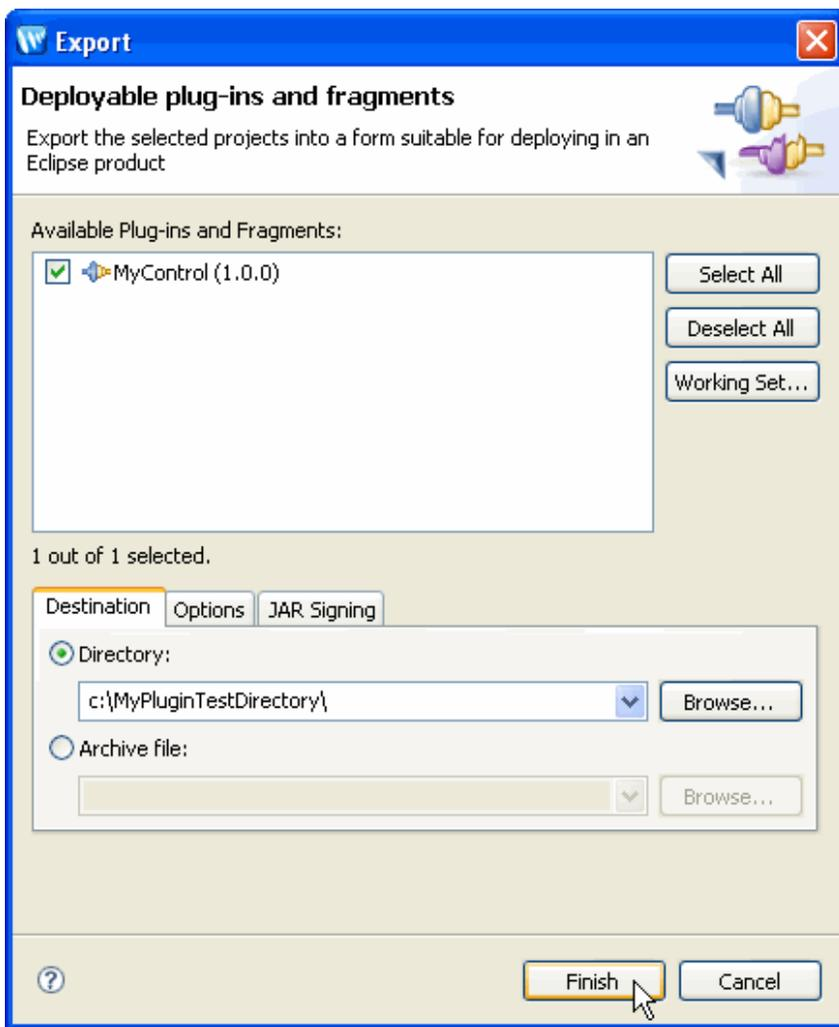 Export
Deployable plug-ins and fragments
Export the selected projects into a form suitable for deploying in an
Eclipse product
Available Plug-ins and Fragments:
MyControl (1.0.0)
Select All
Deselect All
Working Set...
1 out of 1 selected.
Destination
Options
JAR Signing
Directory:
c:\MyPluginTestDirectory\
Browse...
Archive file:
Browse...
Finish
Cancel